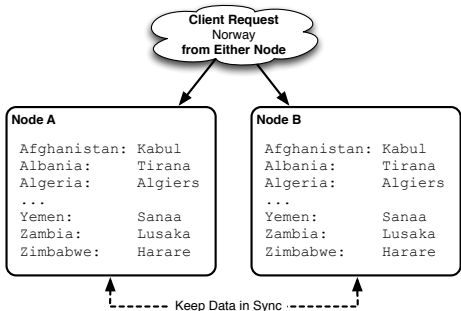 Client Request
Norway
from Either Node
Node A
Afghanistan: Kabul
Albania: Tirana
Algeria: Algiers
...
Yemen: Sanaa
Zambia: Lusaka
Zimbabwe: Harare
Node B
Afghanistan: Kabul
Albania: Tirana
Algeria: Algiers
...
Yemen: Sanaa
Zambia: Lusaka
Zimbabwe: Harare
Keep Data in Sync